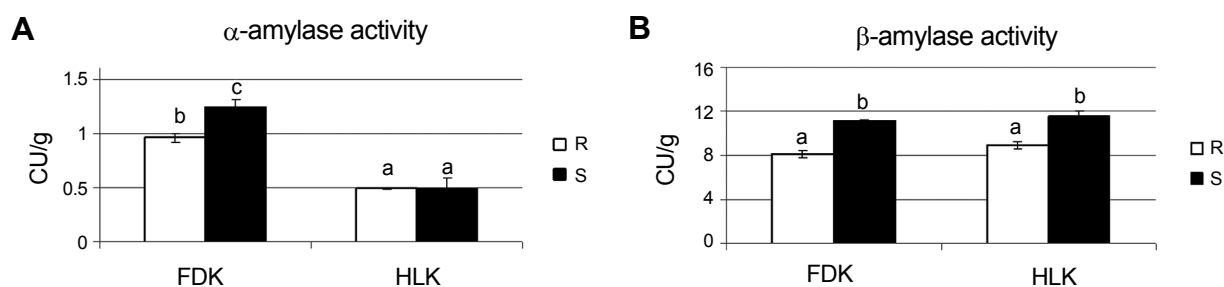 A
α-amylase activity
1.5
1
0.5
0
CU/g
b
c
a
a
R
S
FDK
HLK
B
β-amylase activity
16
12
8
4
0
CU/g
a
b
a
b
R
S
FDK
HLK